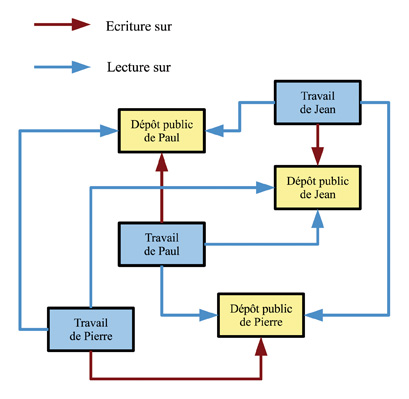 Ecriture sur
Lecture sur
Travail
de Jean
Dépôt public
de Paul
Dépôt public
de Jean
Travail
de Paul
Dépôt public
de Pierre
Travail
de Pierre